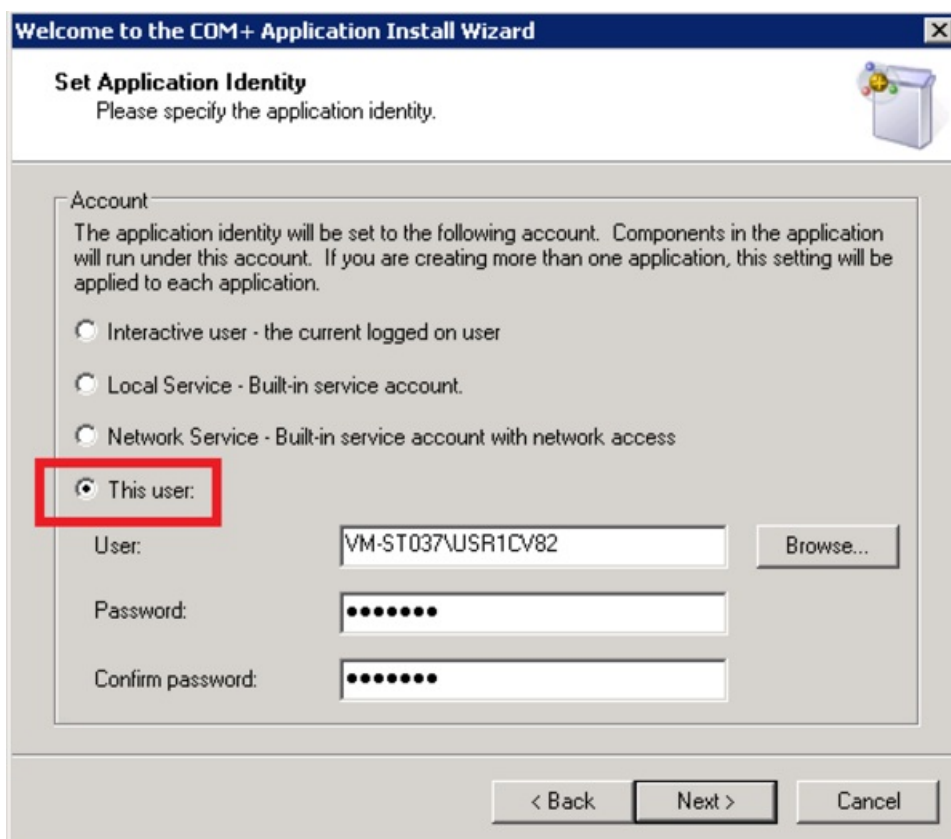 Welcome to the COM+ Application Install Wizard
Set Application Identity
Please specify the application identity.
Account
The application identity will be set to the following account. Components in the application
will run under this account. If you are creating more than one application, this setting will be
applied to each application.
Interactive user - the current logged on user
Local Service - Built-in service account.
Network Service - Built-in service account with network access
This user:
User: VM-ST037\USR1CV82 Browse...
Password: •••••••
Confirm password: •••••••
< Back Next > Cancel